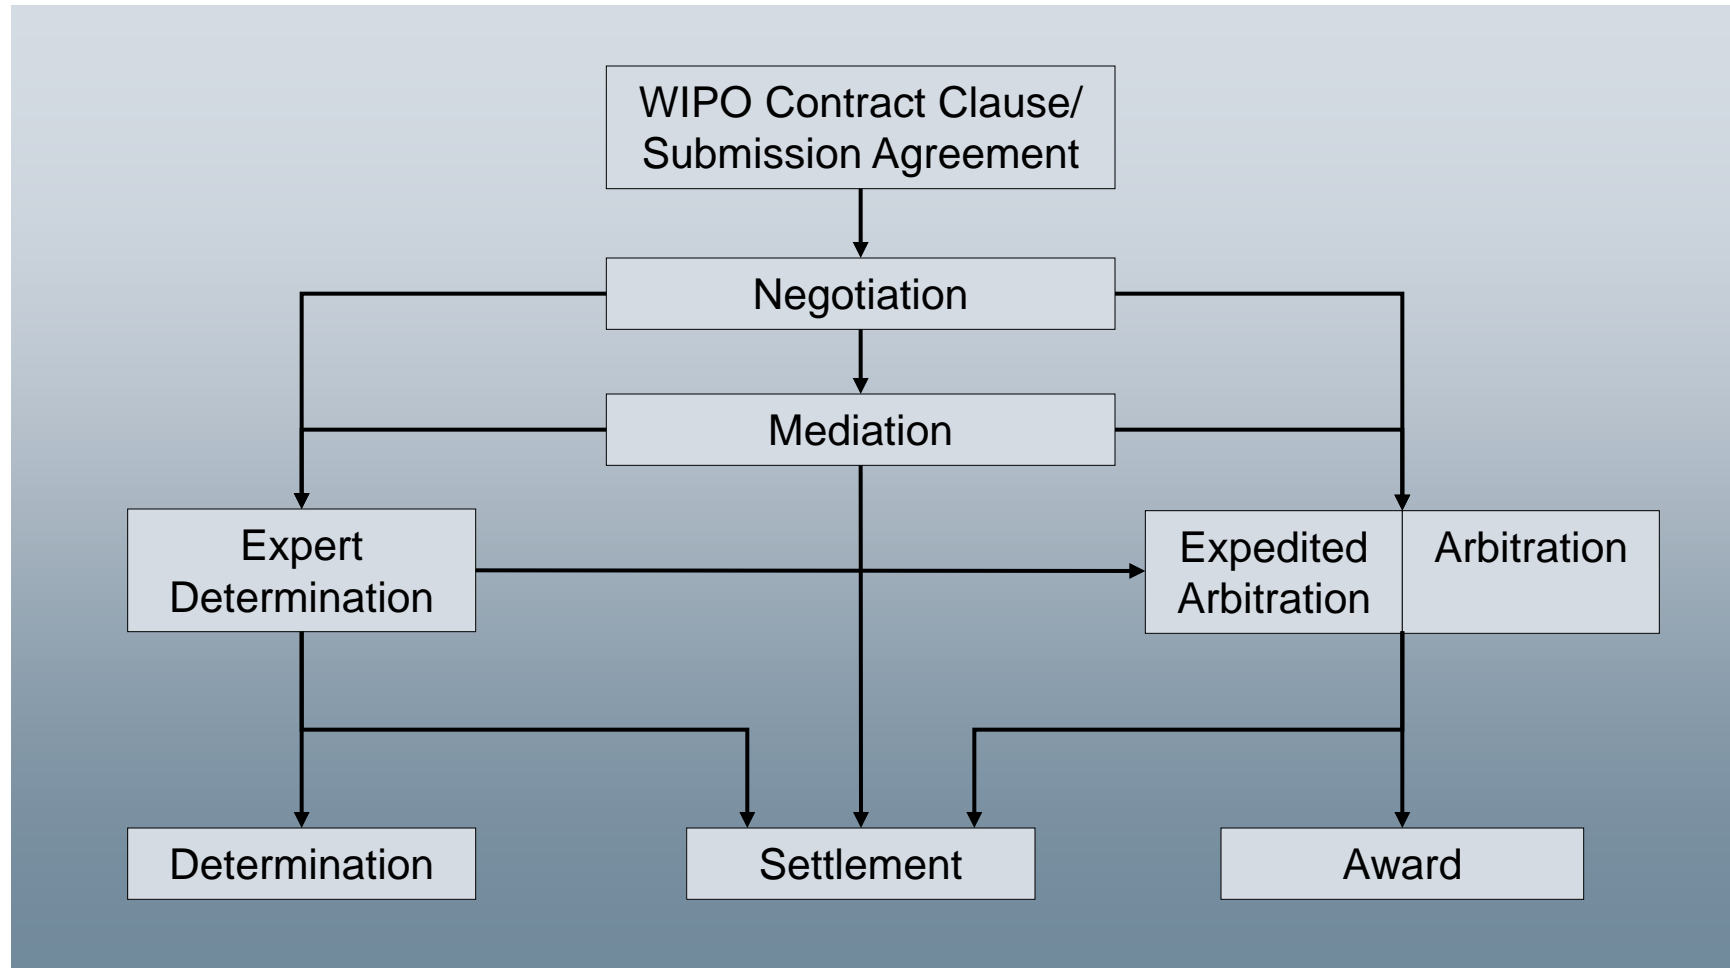 WIPO Contract Clause/
Submission Agreement
Negotiation
Mediation
Expert
Determination
Expedited
Arbitration
Arbitration
Determination
Settlement
Award